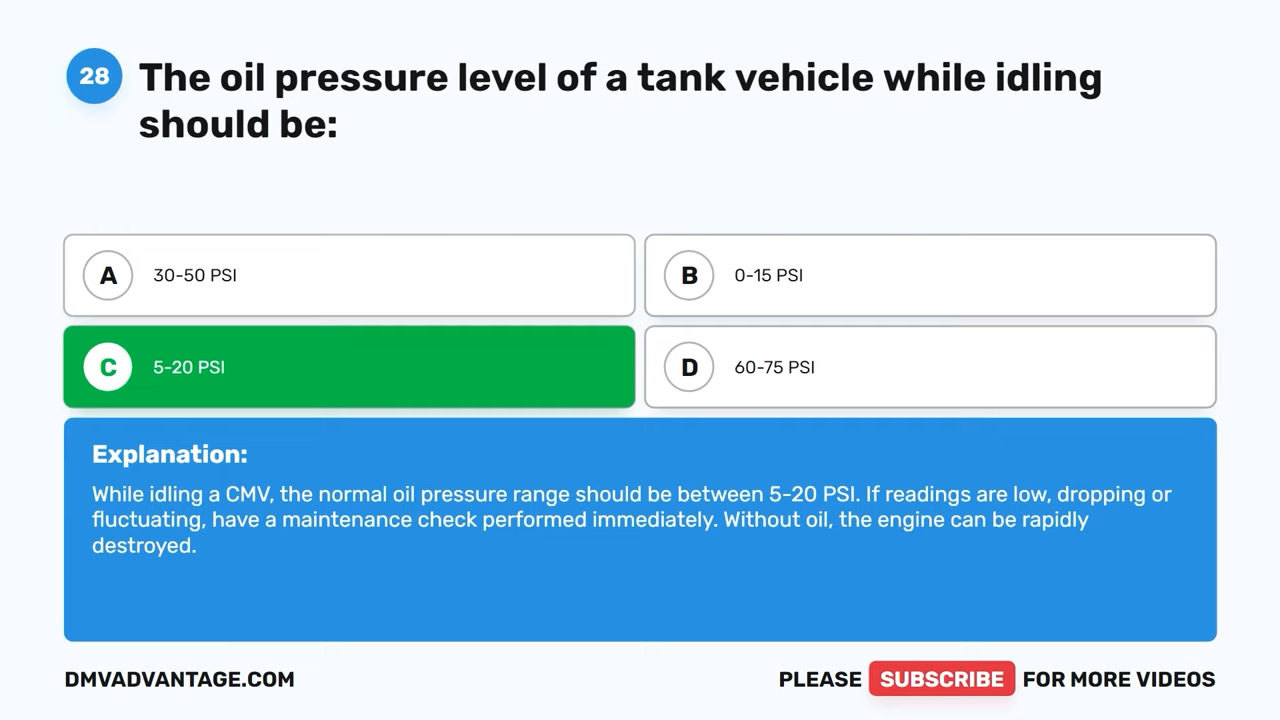 28
The oil pressure level of a tank vehicle while idling
should be:
A 30-50 PSI
B 0-15 PSI
C 5-20 PSI
D 60-75 PSI
Explanation:
While idling a CMV, the normal oil pressure range should be between 5-20 PSI. If readings are low, dropping or
fluctuating, have a maintenance check performed immediately. Without oil, the engine can be rapidly
destroyed.
DMVADVANTAGE.COM
PLEASE SUBSCRIBE FOR MORE VIDEOS